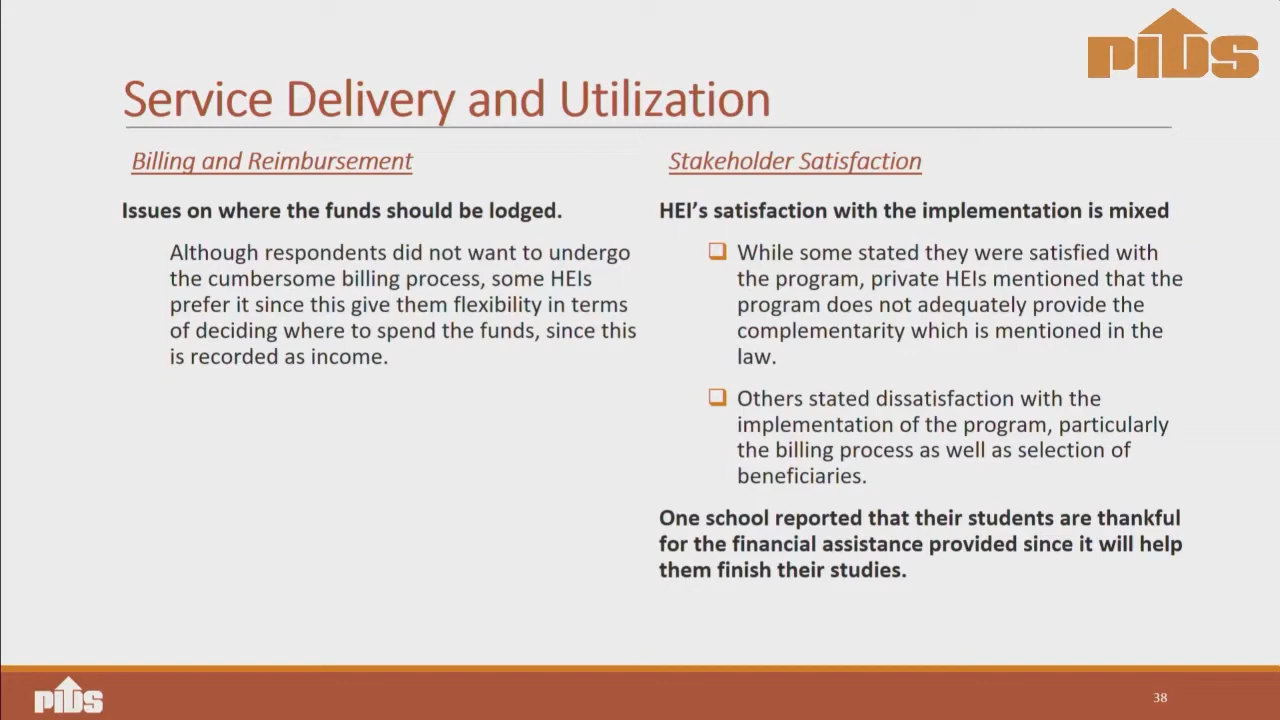 PIDS
Service Delivery and Utilization
Billing and Reimbursement
Issues on where the funds should be lodged.
Although respondents did not want to undergo
the cumbersome billing process, some HEIs
prefer it since this give them flexibility in terms
of deciding where to spend the funds, since this
is recorded as income.
Stakeholder Satisfaction
HEI's satisfaction with the implementation is mixed
While some stated they were satisfied with
the program, private HEIs mentioned that the
program does not adequately provide the
complementarity which is mentioned in the
law.
Others stated dissatisfaction with the
implementation of the program, particularly
the billing process as well as selection of
beneficiaries.
One school reported that their students are thankful
for the financial assistance provided since it will help
them finish their studies.
PIDS
38